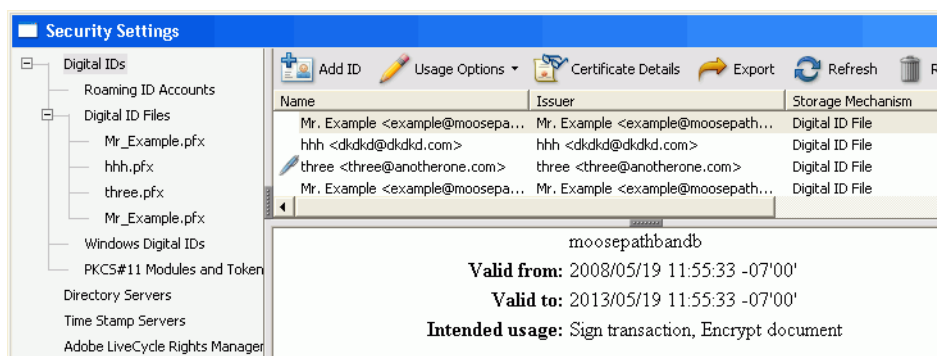 Security Settings
Digital IDs
Roaming ID Accounts
Digital ID Files
Mr_Example.pfx
hhh.pfx
three.pfx
Mr_Example.pfx
Windows Digital IDs
PKCS#11 Modules and Token
Directory Servers
Time Stamp Servers
Adobe LiveCycle Rights Manager
Add ID Usage Options Certificate Details Export Refresh R
Name Issuer Storage Mechanism
Mr. Example <example@moosepa... Mr. Example <example@moosepath... Digital ID File
hhh <dkdkd@dkdkd.com> hhh <dkdkd@dkdkd.com> Digital ID File
three <three@anotherone.com> three <three@anotherone.com> Digital ID File
Mr. Example <example@moosepa... Mr. Example <example@moosepath... Digital ID File
moosepathbandb
Valid from: 2008/05/19 11:55:33 -07'00'
Valid to: 2013/05/19 11:55:33 -07'00'
Intended usage: Sign transaction, Encrypt document